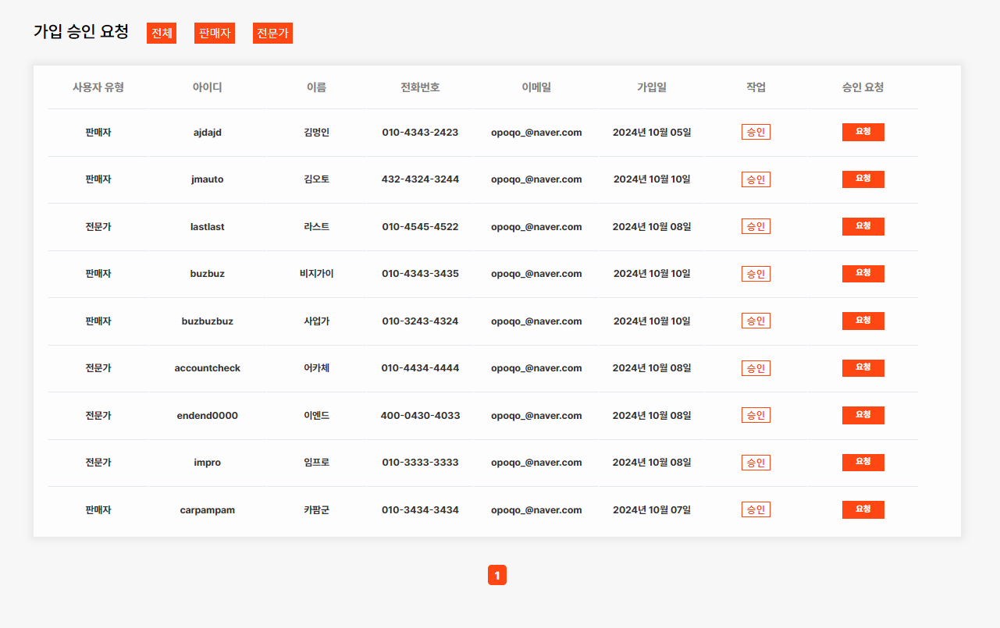 가입 승인 요청 전체 판매자 전문가
사용자 유형 아이디 이름 전화번호 이메일 가입일 작업 승인 요청
판매자 ajdajd 김멍인 010-4343-2423 opoqo_@naver.com 2024년 10월 05일 승인 요청
판매자 jmauto 김오토 432-4324-3244 opoqo_@naver.com 2024년 10월 10일 승인 요청
전문가 lastlast 라스트 010-4545-4522 opoqo_@naver.com 2024년 10월 08일 승인 요청
판매자 buzbuz 비지가이 010-4343-3435 opoqo_@naver.com 2024년 10월 10일 승인 요청
판매자 buzbuzbuz 사업가 010-3243-4324 opoqo_@naver.com 2024년 10월 10일 승인 요청
전문가 accountcheck 어카체 010-4434-4444 opoqo_@naver.com 2024년 10월 08일 승인 요청
전문가 endend0000 이엔드 400-0430-4033 opoqo_@naver.com 2024년 10월 08일 승인 요청
전문가 impro 임프로 010-3333-3333 opoqo_@naver.com 2024년 10월 08일 승인 요청
판매자 carpampam 카팜군 010-3434-3434 opoqo_@naver.com 2024년 10월 07일 승인 요청
1